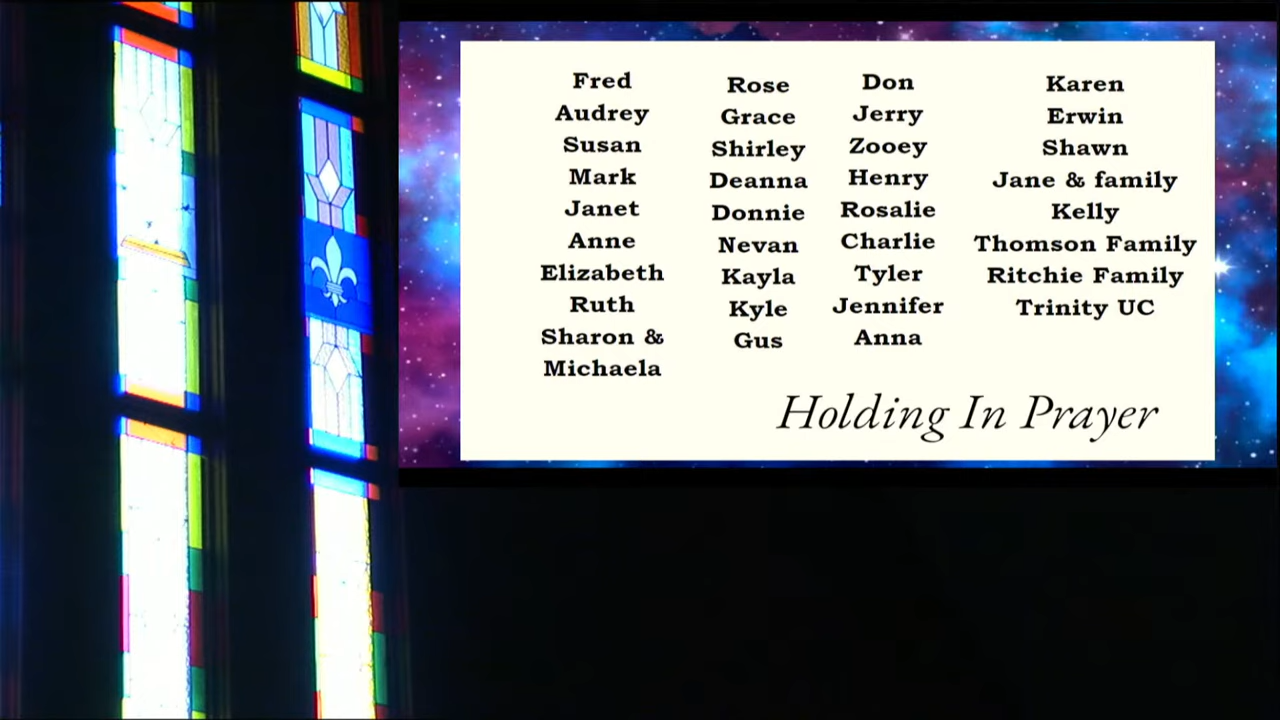 Fred
Audrey
Susan
Mark
Janet
Anne
Elizabeth
Ruth
Sharon &
Michaela
Rose
Grace
Shirley
Deanna
Donnie
Nevan
Kayla
Kyle
Gus
Don
Jerry
Zooey
Henry
Rosalie
Charlie
Tyler
Jennifer
Anna
Karen
Erwin
Shawn
Jane & family
Kelly
Thomson Family
Ritchie Family
Trinity UC
Holding In Prayer